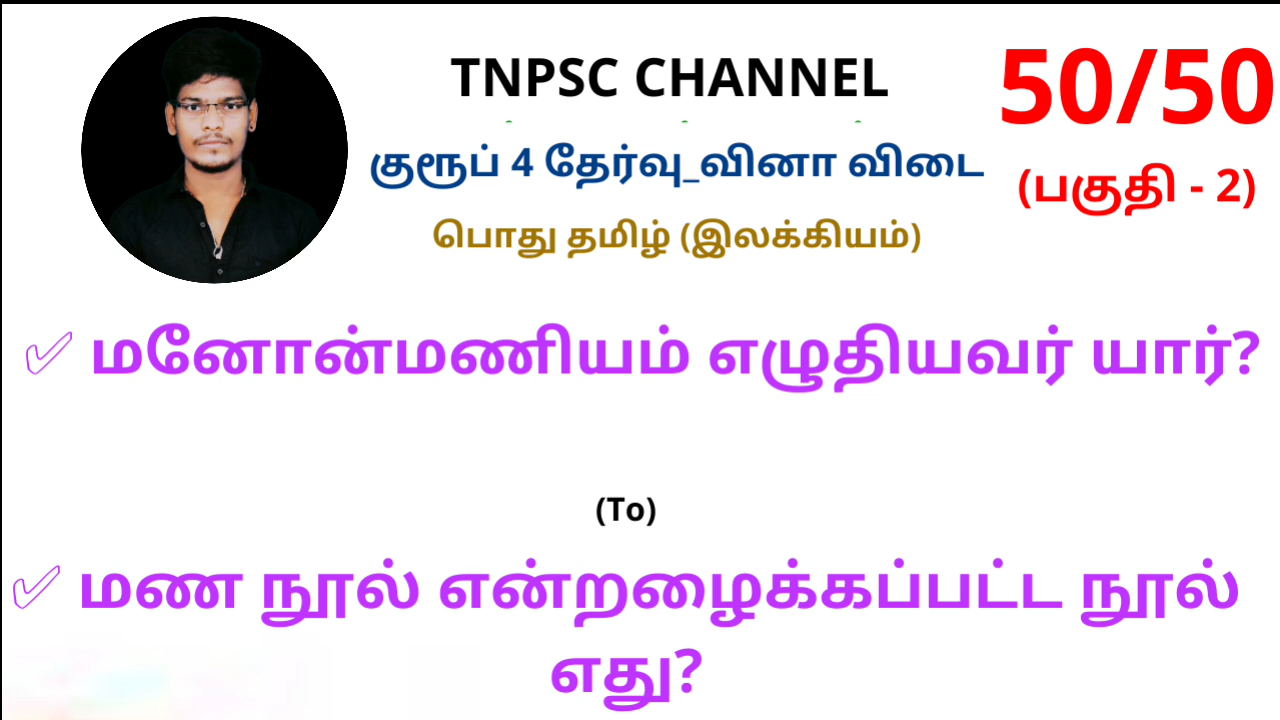 TNPSC CHANNEL
50/50
குரூப் 4 தேர்வு_வினா விடை
(பகுதி - 2)
பொது தமிழ் (இலக்கியம்)
✅ மனோன்மணியம் எழுதியவர் யார்?
(To)
✅ மண நூல் என்றழைக்கப்பட்ட நூல்
எது?